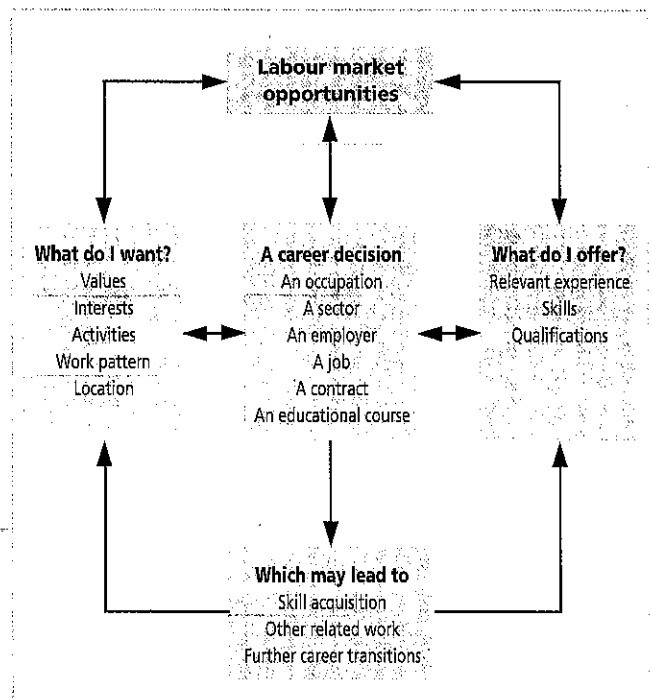 Labour market
opportunities
What do I want?
Values
Interests
Activities
Work pattern
Location
A career decision
An occupation
A sector
An employer
A job
A contract
An educational course
What do I offer?
Relevant experience
Skills
Qualifications
Which may lead to
Skill acquisition
Other related work
Further career transitions